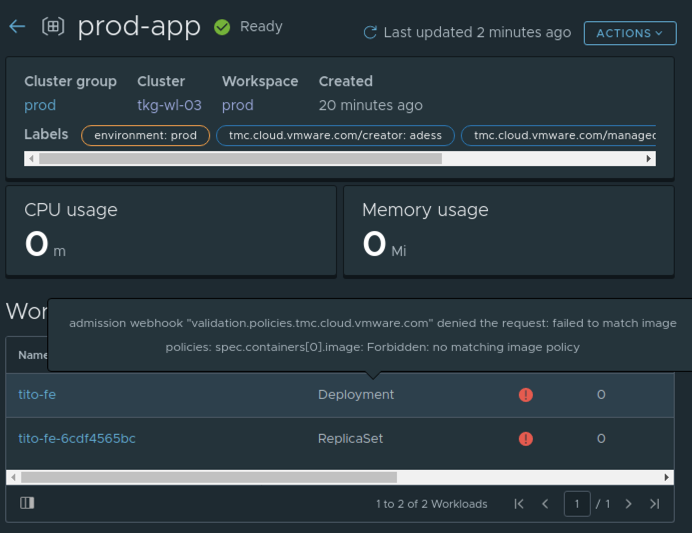 prod-app
Ready
Last updated 2 minutes ago
ACTIONS
Cluster group
Cluster
Workspace
Created
prod
tkg-wl-03
prod
20 minutes ago
Labels
environment: prod
tmc.cloud.vmware.com/creator: adess
tmc.cloud.vmware.com/managed
CPU usage
Memory usage
0 m
0 Mi
Wor
admission webhook "validation.policies.tmc.cloud.vmware.com" denied the request: failed to match image
policies: spec.containers[0].image: Forbidden: no matching image policy
Name
tito-fe
Deployment
0
tito-fe-6cdf4565bc
ReplicaSet
0
1 to 2 of 2 Workloads
1 / 1